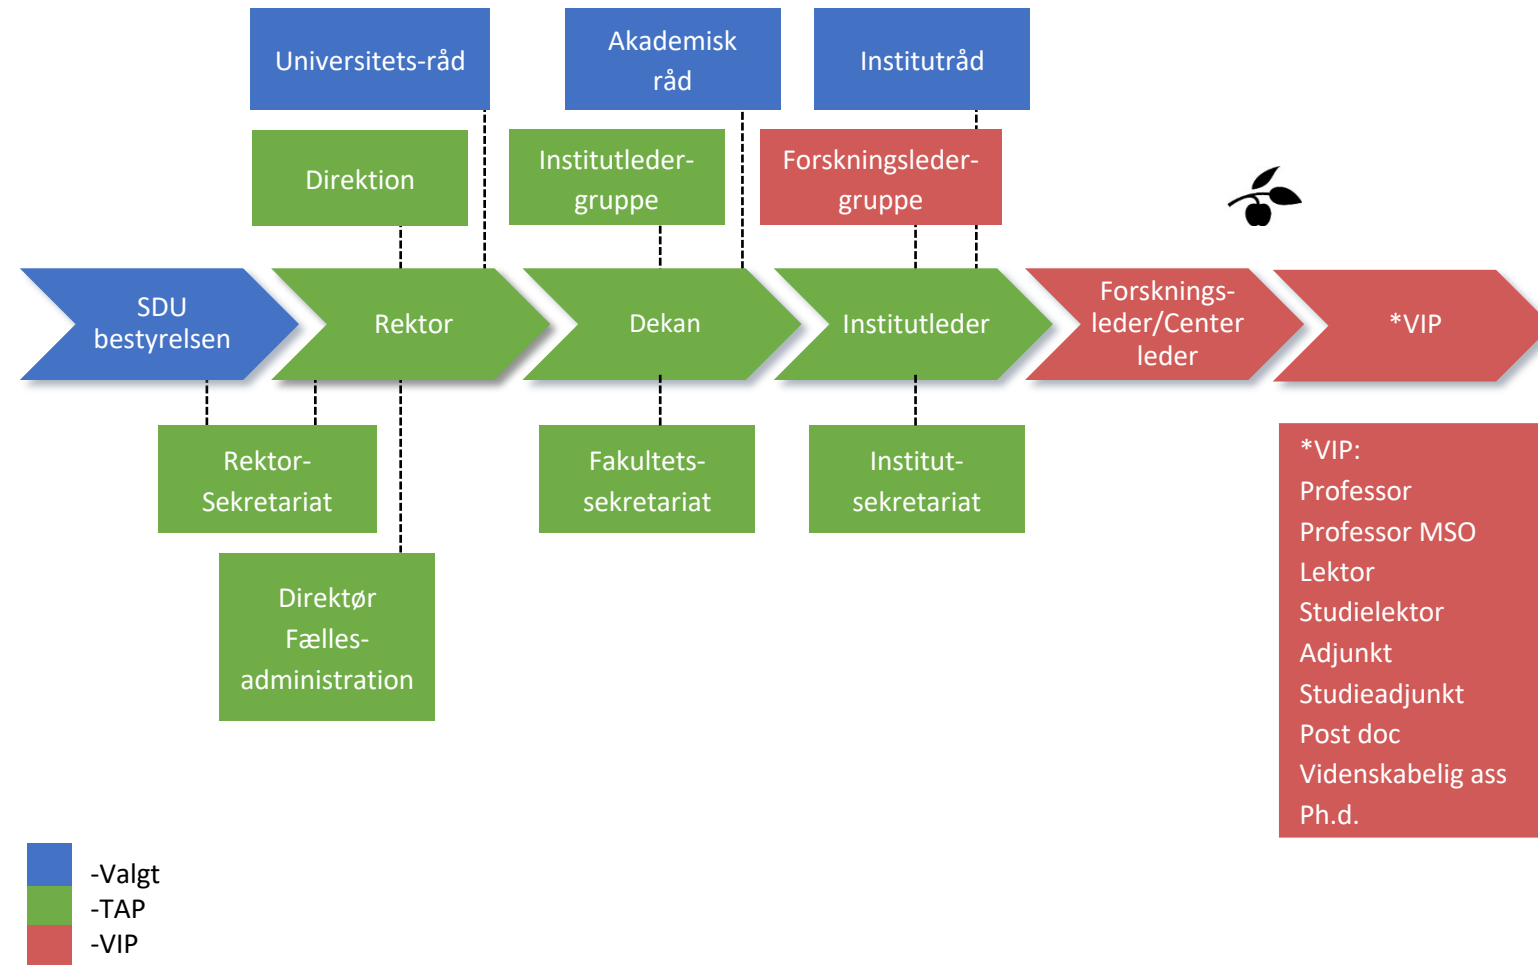 Universitets-råd
Akademisk
råd
Institutråd
Direktion
Institutleder-
gruppe
Forskningsleder-
gruppe
SDU
bestyrelsen
Rektor
Dekan
Institutleder
Forsknings-
leder/Center
leder
*VIP
Rektor-
Sekretariat
Fakultets-
sekretariat
Institut-
sekretariat
Direktør
Fælles-
administration
*VIP:
Professor
Professor MSO
Lektor
Studielektor
Adjunkt
Studieadjunkt
Post doc
Videnskabelig ass
Ph.d.
-Valgt
-TAP
-VIP